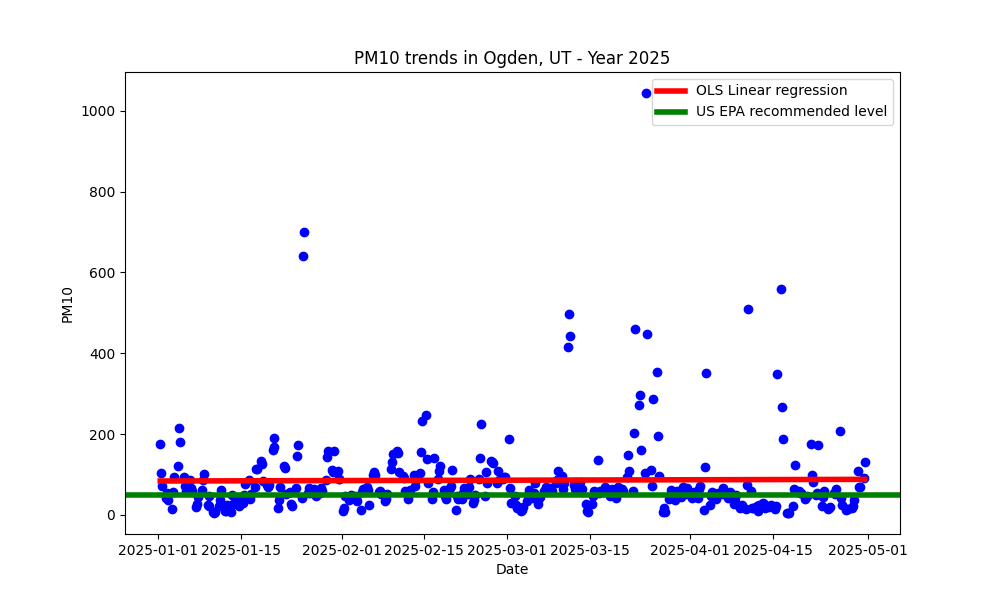 PM10 trends in Ogden, UT - Year 2025
OLS Linear regression
US EPA recommended level
1000
800
600
400
200
0
PM10
2025-01-01 2025-01-15 2025-02-01 2025-02-15 2025-03-01 2025-03-15 2025-04-01 2025-04-15 2025-05-01
Date